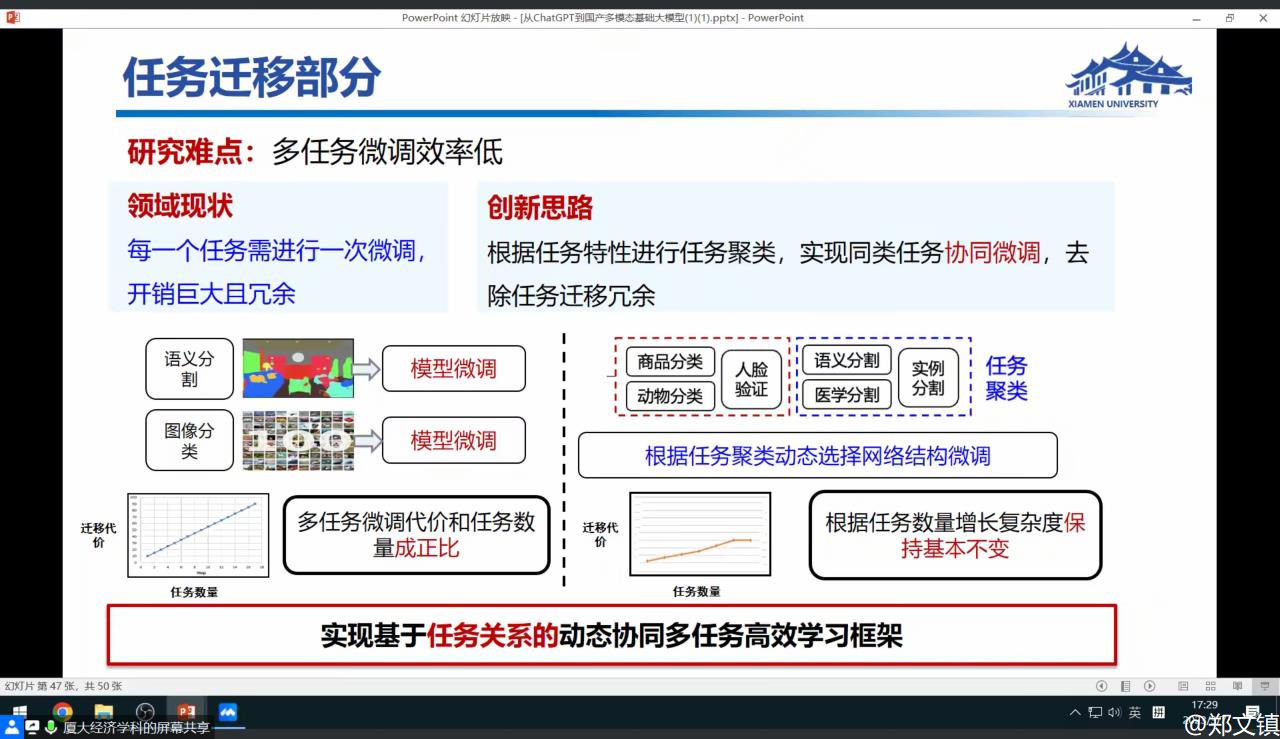 PowerPoint 幻灯片放映 - [从ChatGPT到国产多模态基础大模型(1)(1).pptx] - PowerPoint
任务迁移部分
XIAMEN UNIVERSITY
研究难点：多任务微调效率低
领域现状
每一个任务需进行一次微调，
开销巨大且冗余
创新思路
根据任务特性进行任务聚类，实现同类任务协同微调，去
除任务迁移冗余
语义分
割
模型微调
图像分
类
100
模型微调
迁移代
价
任务数量
多任务微调代价和任务数
量成正比
商品分类
动物分类
人脸
验证
语义分割
医学分割
实例
分割
任务
聚类
根据任务聚类动态选择网络结构微调
迁移代
价
任务数量
根据任务数量增长复杂度保
持基本不变
实现基于任务关系的动态协同多任务高效学习框架
幻灯片 第 47 张，共 50 张
英
拼
17:29
厦大经济学科的屏幕共享
@郑文镇